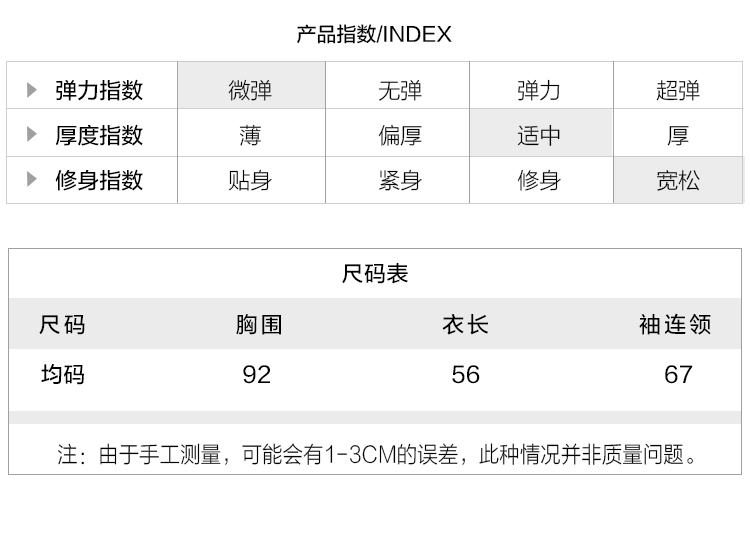 产品指数/INDEX
弹力指数 微弹 无弹 弹力 超弹
厚度指数 薄 偏厚 适中 厚
修身指数 贴身 紧身 修身 宽松
尺码表
尺码 胸围 衣长 袖连领
均码 92 56 67
注：由于手工测量，可能会有1-3CM的误差，此种情况并非质量问题。